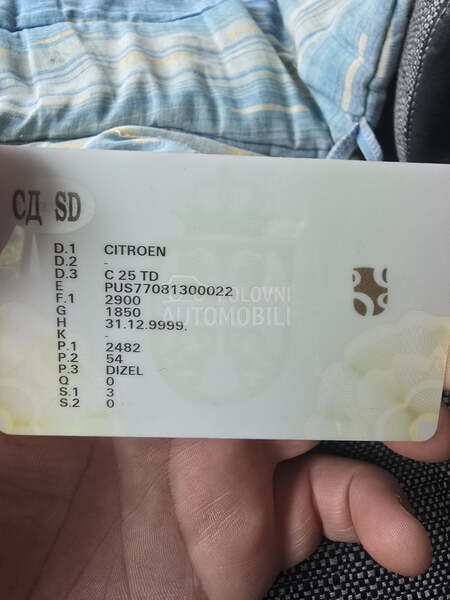 СД SD
D.1 CITROEN
D.2 -
D.3 C 25 TD
E PUS77081300022
F.1 2900
G 1850
H 31.12.9999.
K -
P.1 2482
P.2 54
P.3 DIZEL
Q 0
S.1 3
S.2 0
POLOVNI
AUTOMOBILI